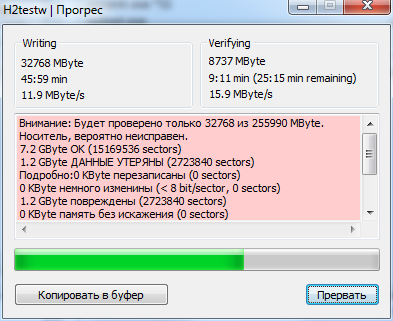 H2testw | Прогрес
Writing
32768 MByte
45:59 min
11.9 MByte/s
Verifying
8737 MByte
9:11 min (25:15 min remaining)
15.9 MByte/s
Внимание: Будет проверено только 32768 из 255990 MByte.
Носитель, вероятно неисправен.
7.2 GByte OK (15169536 sectors)
1.2 GByte ДАННЫЕ УТЕРЯНЫ (2723840 sectors)
Подробно:0 KByte перезаписаны (0 sectors)
0 KByte немного изменины (< 8 bit/sector, 0 sectors)
1.2 GByte повреждены (2723840 sectors)
0 KByte память без искажения (0 sectors)
Копировать в буфер
Прервать